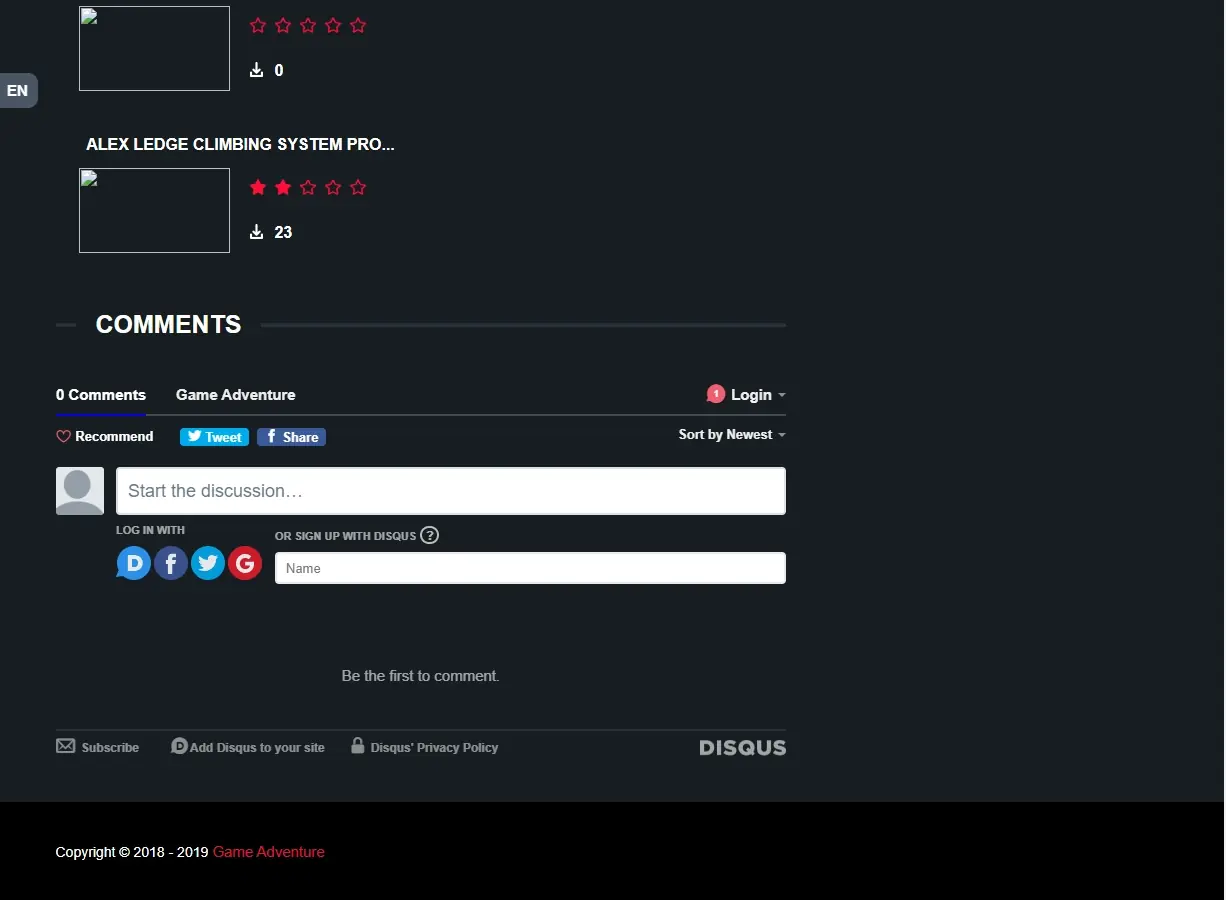 0
EN
ALEX LEDGE CLIMBING SYSTEM PRO...
23
COMMENTS
0 Comments Game Adventure 1 Login
Recommend Tweet Share Sort by Newest
Start the discussion…
LOG IN WITH
OR SIGN UP WITH DISQUS ?
D f G
Name
Be the first to comment.
Subscribe D Add Disqus to your site Disqus' Privacy Policy DISQUS
Copyright © 2018 - 2019 Game Adventure